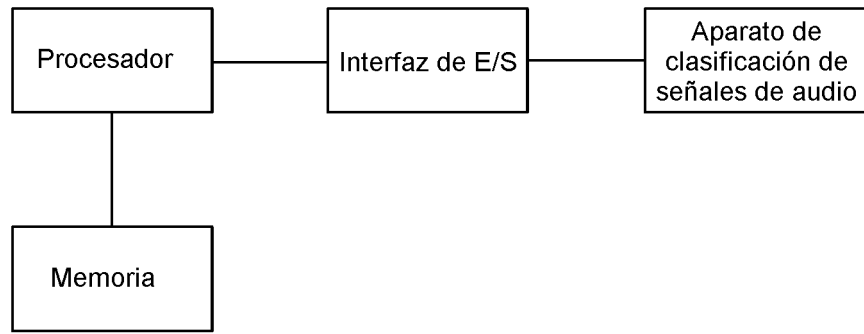 Procesador
Interfaz de E/S
Aparato de
clasificación de
señales de audio
Memoria